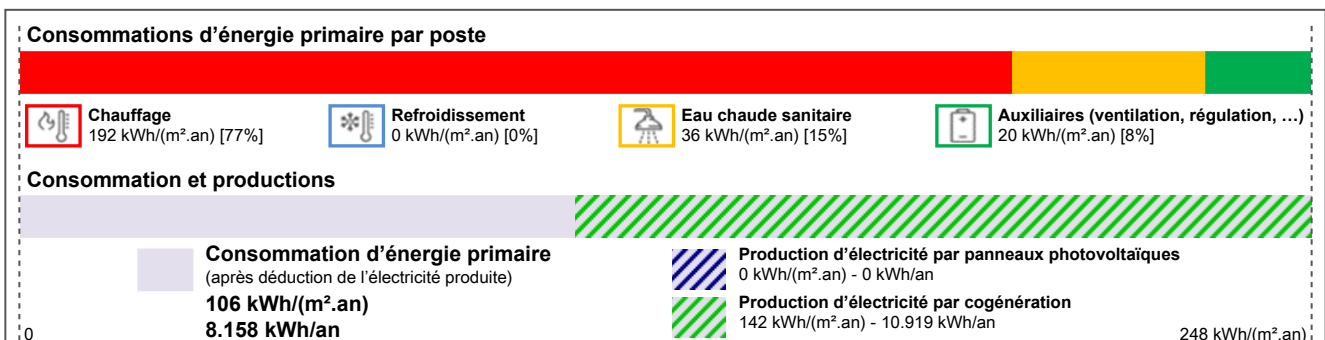 Consommations d’énergie primaire par poste
Chauffage
192 kWh/(m².an) [77%]
Refroidissement
0 kWh/(m².an) [0%]
Eau chaude sanitaire
36 kWh/(m².an) [15%]
Auxiliaires (ventilation, régulation, …)
20 kWh/(m².an) [8%]
Consommation et productions
Consommation d’énergie primaire
(après déduction de l’électricité produite)
106 kWh/(m².an)
8.158 kWh/an
Production d’électricité par panneaux photovoltaïques
0 kWh/(m².an) - 0 kWh/an
Production d’électricité par cogénération
142 kWh/(m².an) - 10.919 kWh/an
0
248 kWh/(m².an)